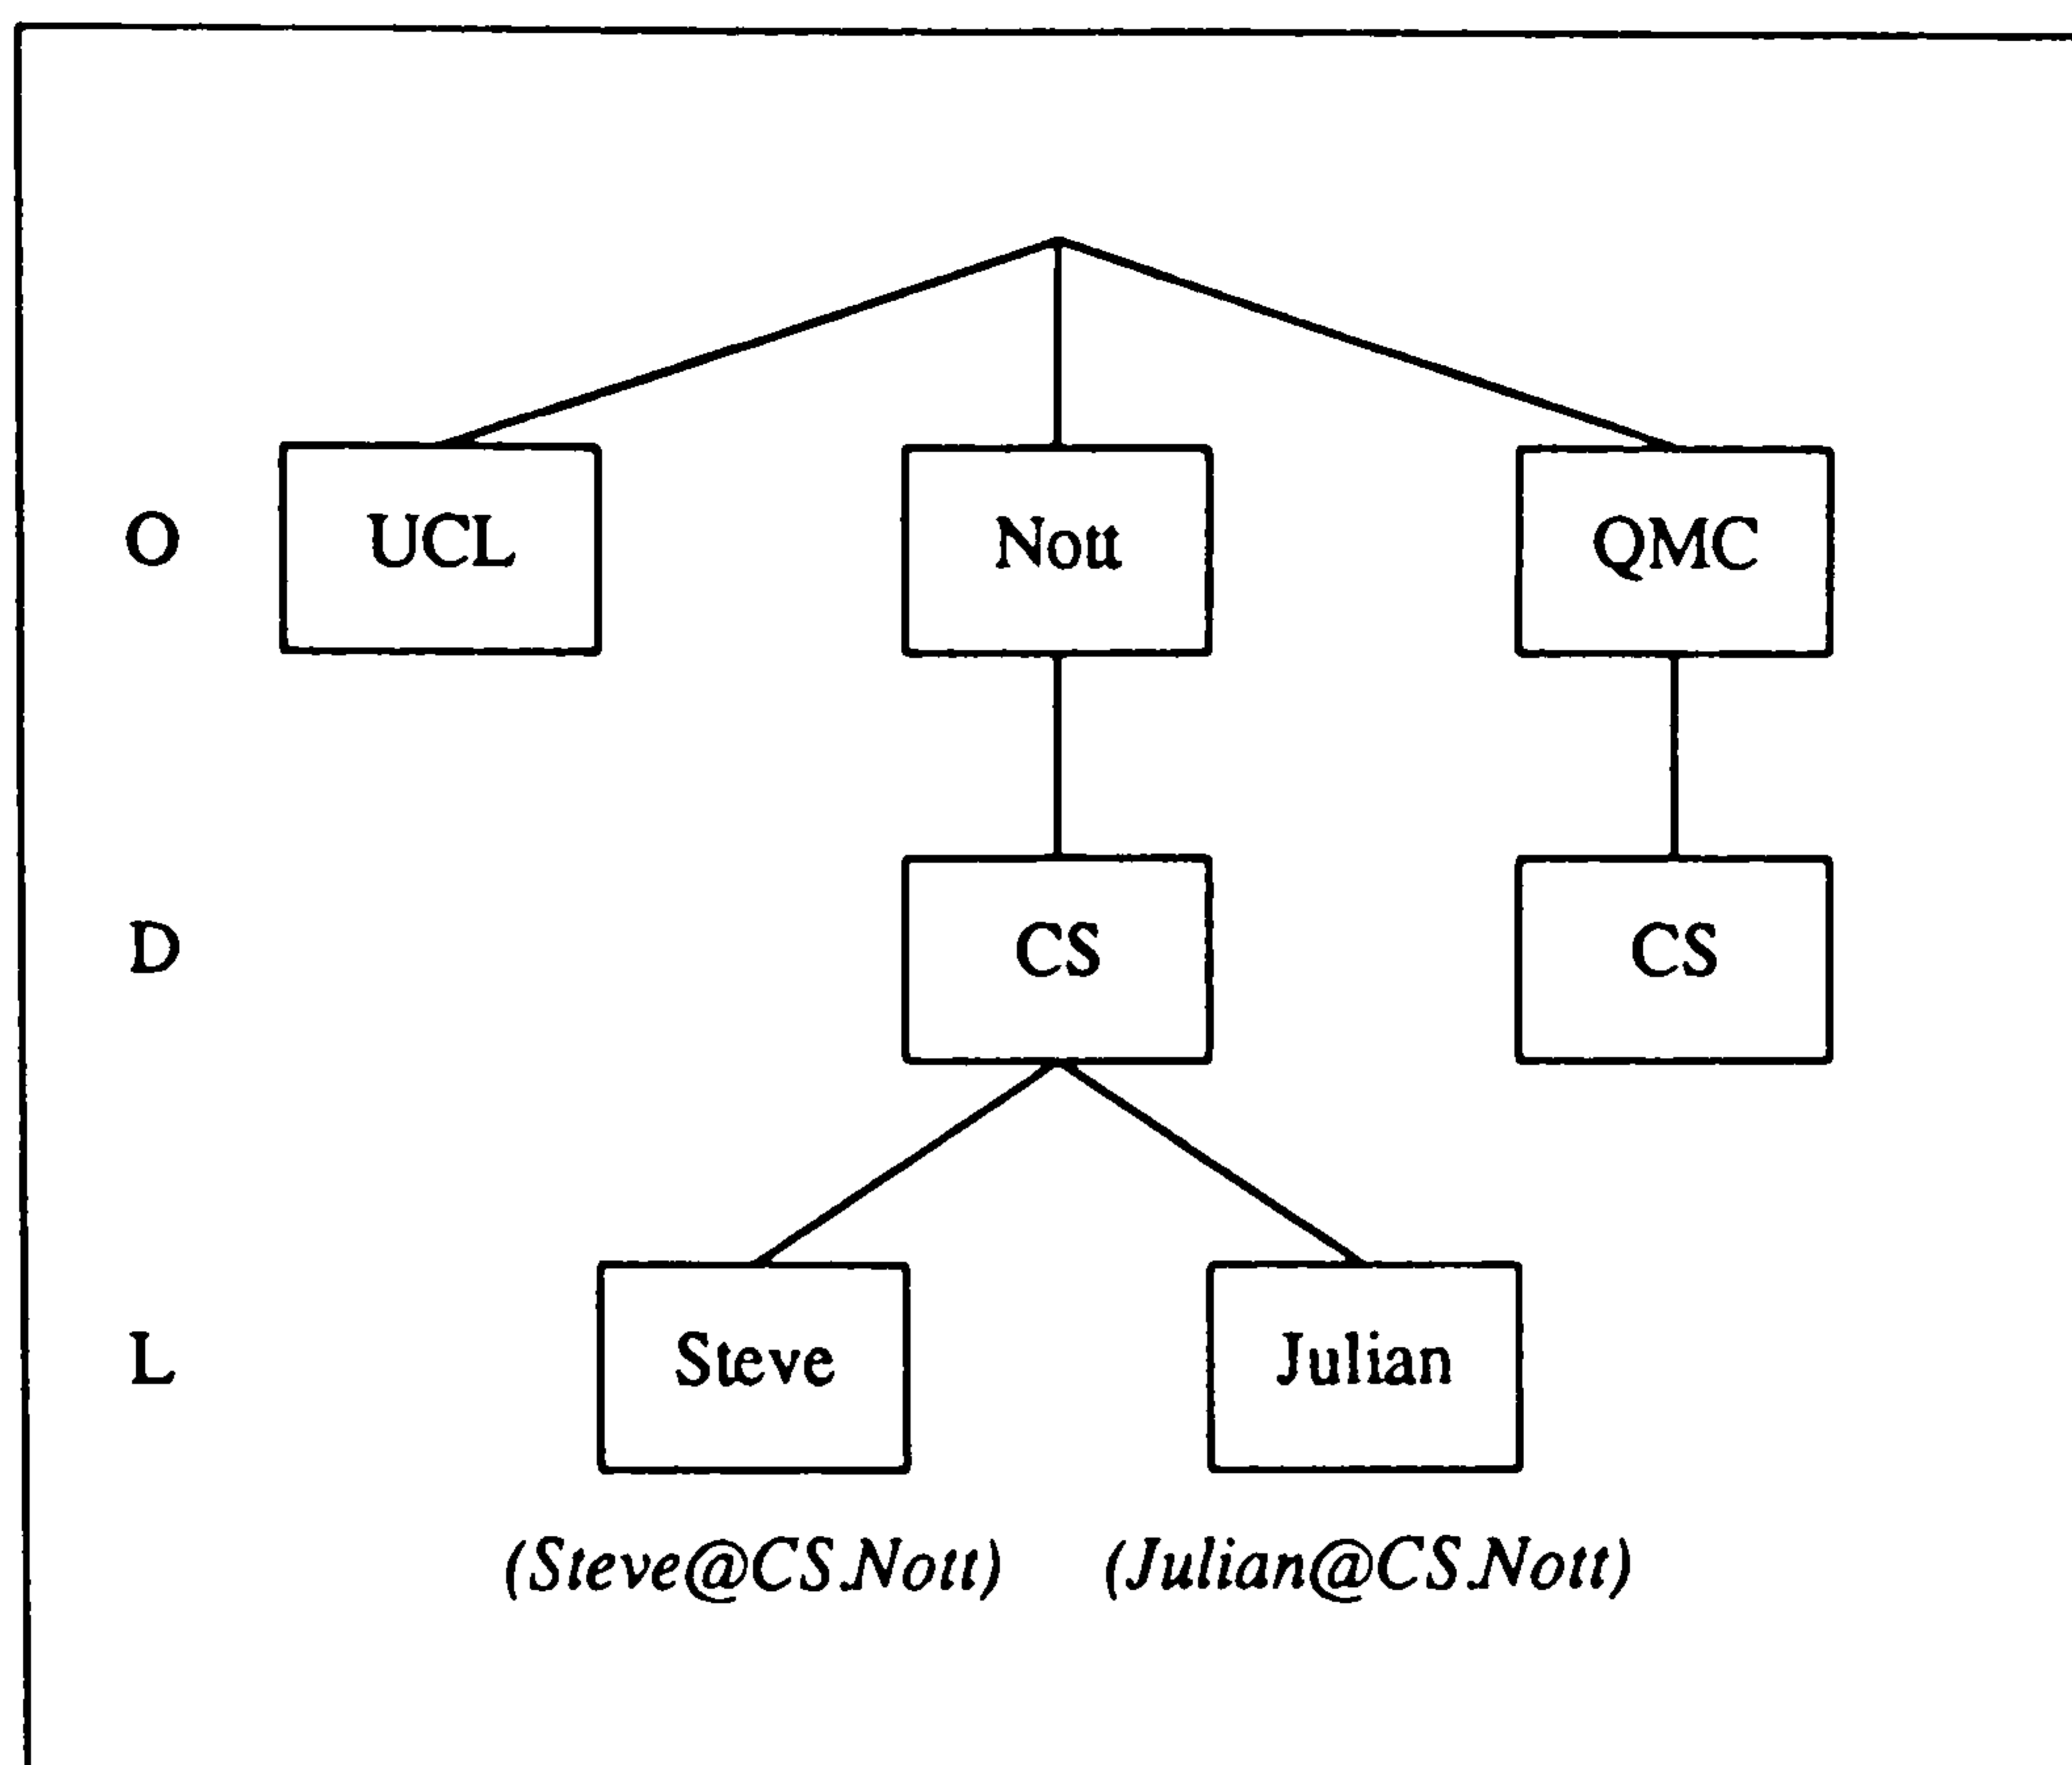 O UCL Nott QMC
D CS CS
L Steve Julian
(Steve@CS.Nott) (Julian@CS.Nott)